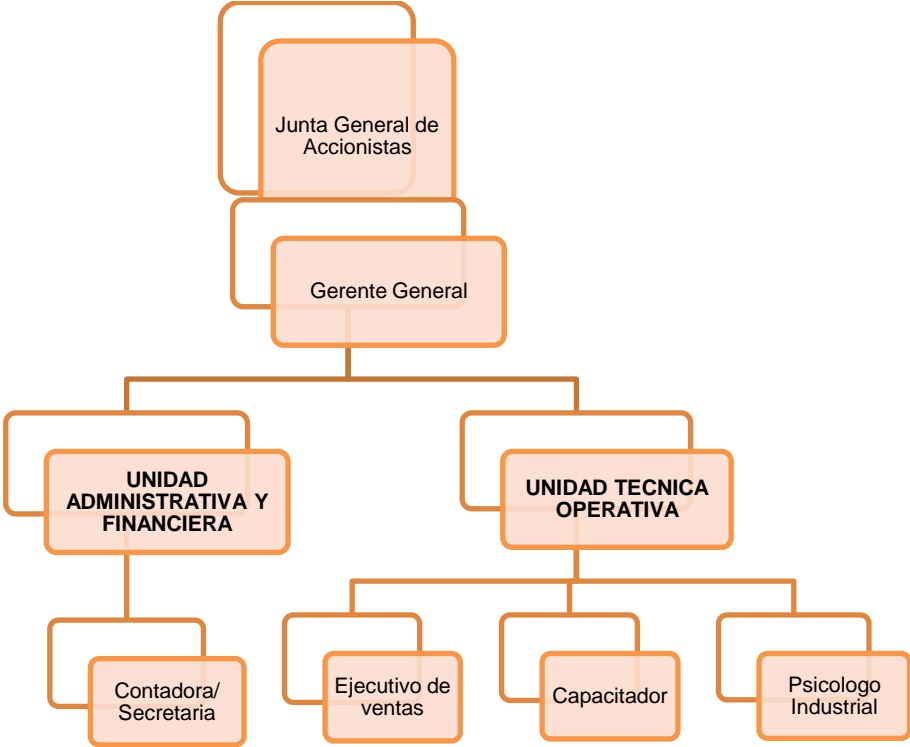 Junta General de
Accionistas
Gerente General
UNIDAD
ADMINISTRATIVA Y
FINANCIERA
UNIDAD TECNICA
OPERATIVA
Contadora/
Secretaria
Ejecutivo de
ventas
Capacitador
Psicologo
Industrial